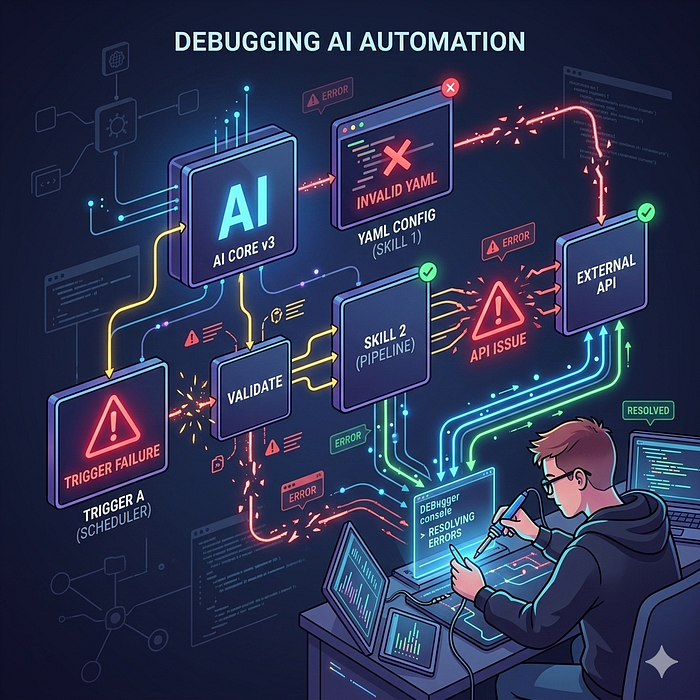 DEBUGGING AI AUTOMATION
ERROR
AI
AI CORE v3
INVALID YAML
YAML CONFIG
(SKILL 1)
ERROR
EXTERNAL
API
API ISSUE
SKILL 2
(PIPELINE)
VALIDATE
TRIGGER FAILURE
TRIGGER A
(SCHEDULER)
ERROR
ERROR
RESOLVED
DEBugger
console
> RESOLVING
ERRORS